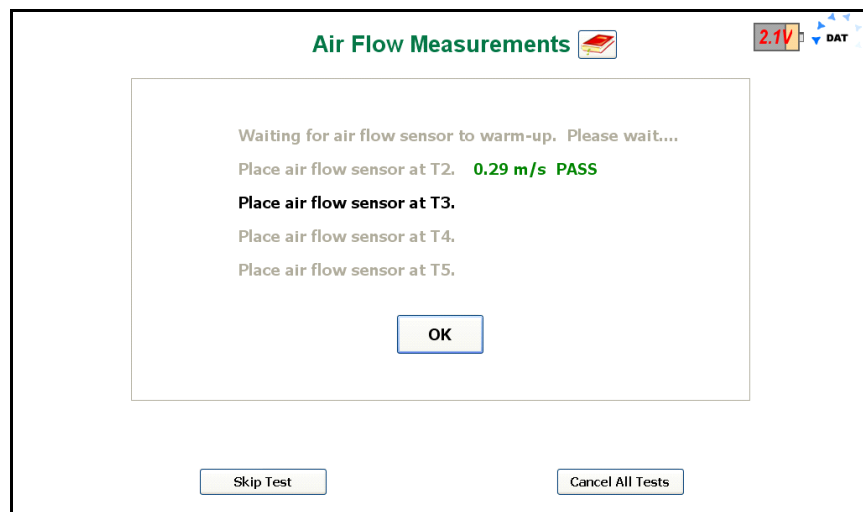 Air Flow Measurements
2.1V
DAT
Waiting for air flow sensor to warm-up. Please wait....
Place air flow sensor at T2. 0.29 m/s PASS
Place air flow sensor at T3.
Place air flow sensor at T4.
Place air flow sensor at T5.
OK
Skip Test
Cancel All Tests